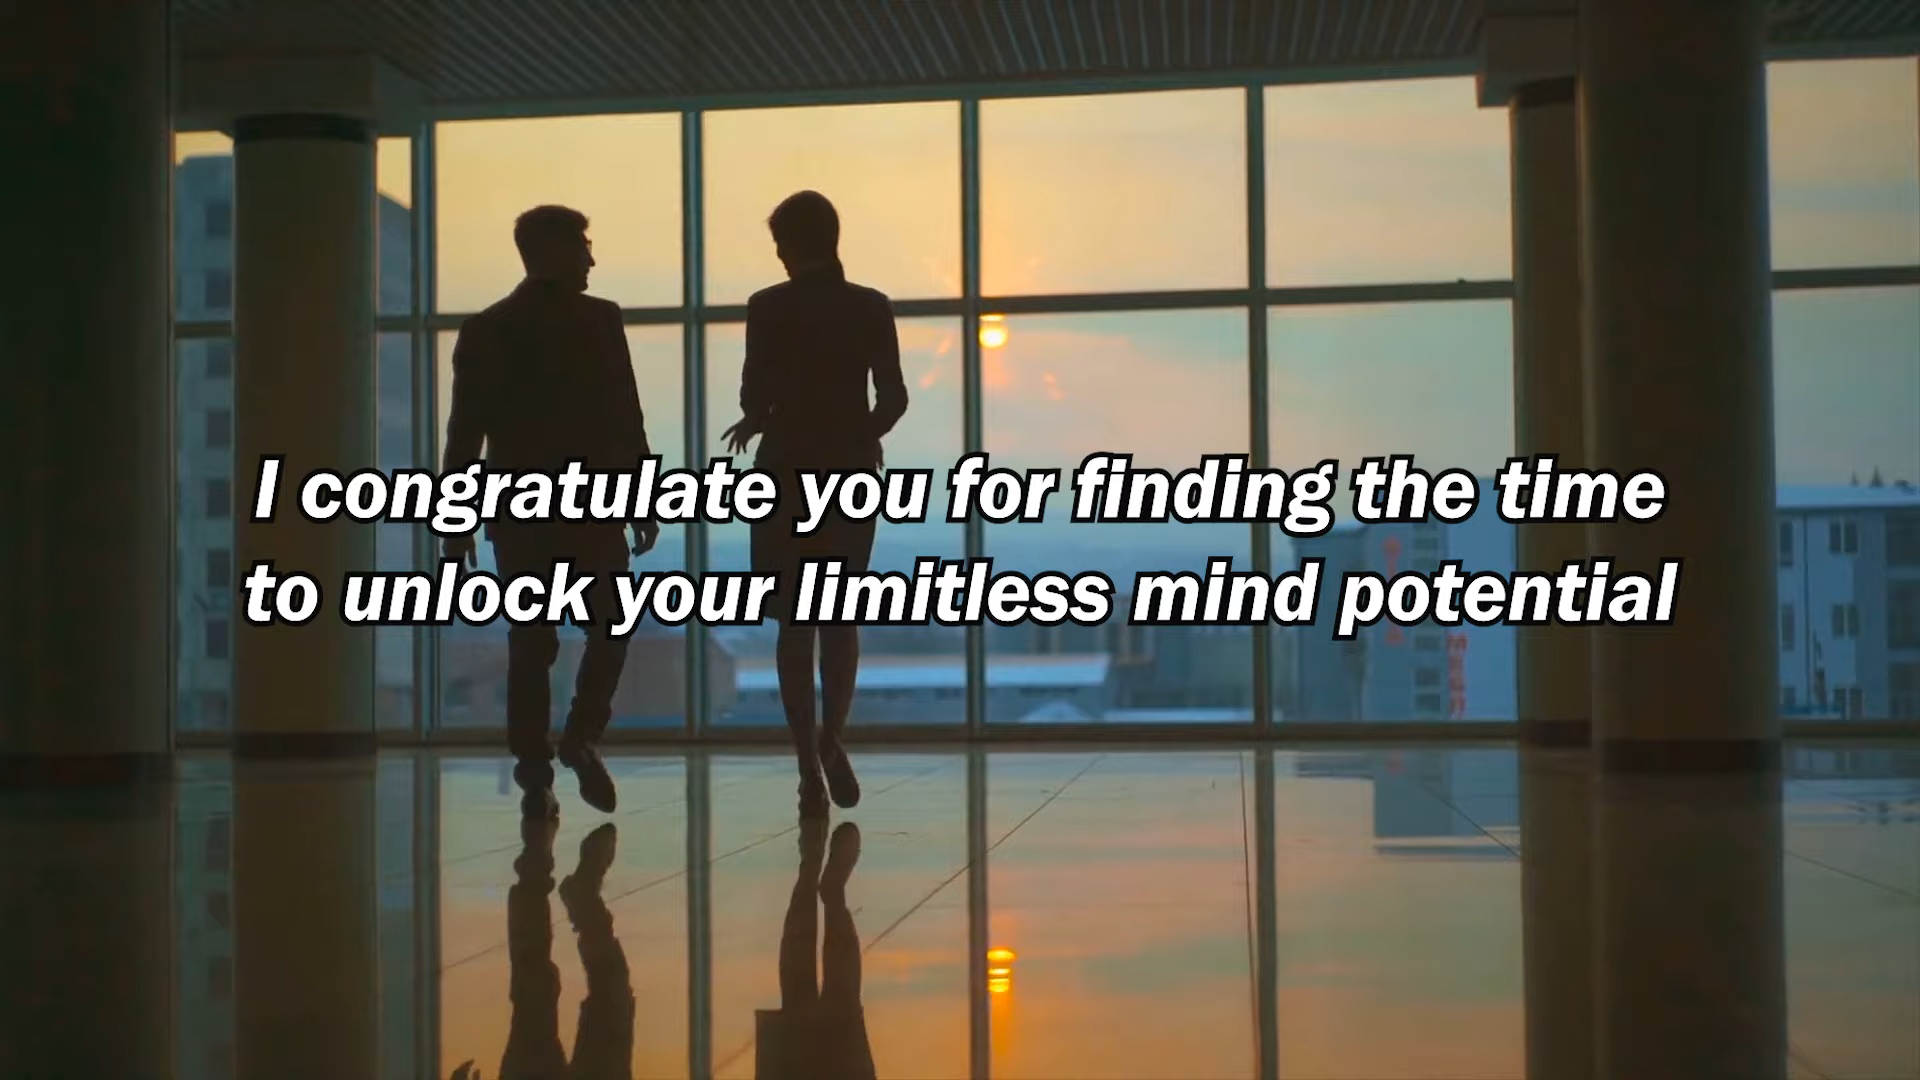 I congratulate you for finding the time
to unlock your limitless mind potential